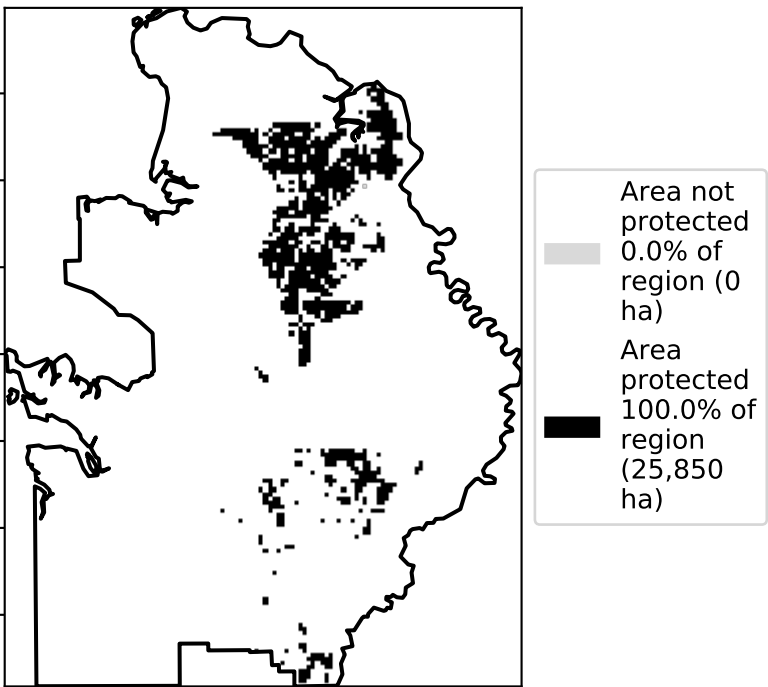 Area not
protected
0.0% of
region (0
ha)
Area
protected
100.0% of
region
(25,850
ha)